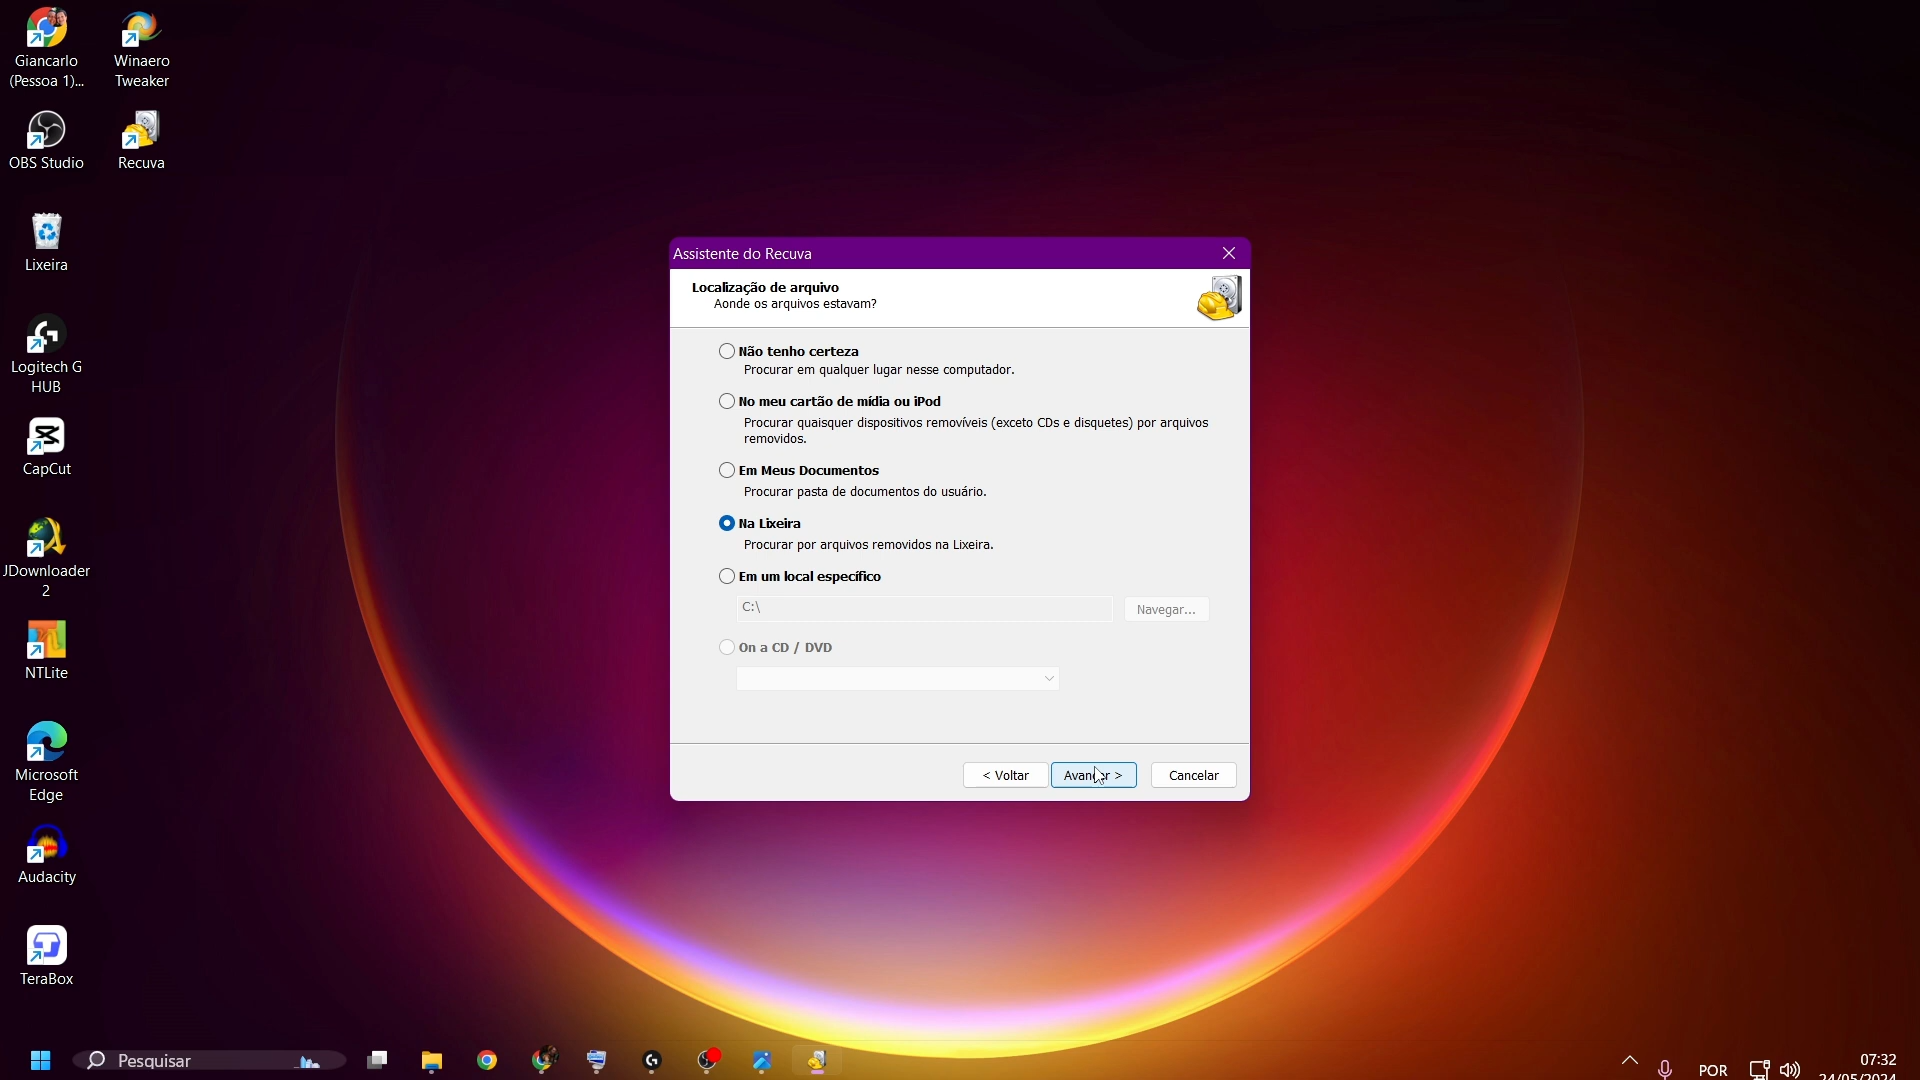 Giancarlo
(Pessoa 1)...
Winaero
Tweaker
OBS Studio
Recuva
Lixeira
Logitech G
HUB
CapCut
JDownloader
2
NTLite
Microsoft
Edge
Audacity
TeraBox
Assistente do Recuva
Localização de arquivo
Aonde os arquivos estavam?
Não tenho certeza
Procurar em qualquer lugar nesse computador.
No meu cartão de mídia ou iPod
Procurar quaisquer dispositivos removíveis (exceto CDs e disquetes) por arquivos
removidos.
Em Meus Documentos
Procurar pasta de documentos do usuário.
Na Lixeira
Procurar por arquivos removidos na Lixeira.
Em um local específico
C:\
Navegar...
On a CD / DVD
< Voltar
Avançar >
Cancelar
Pesquisar
POR
07:32
24/05/2024